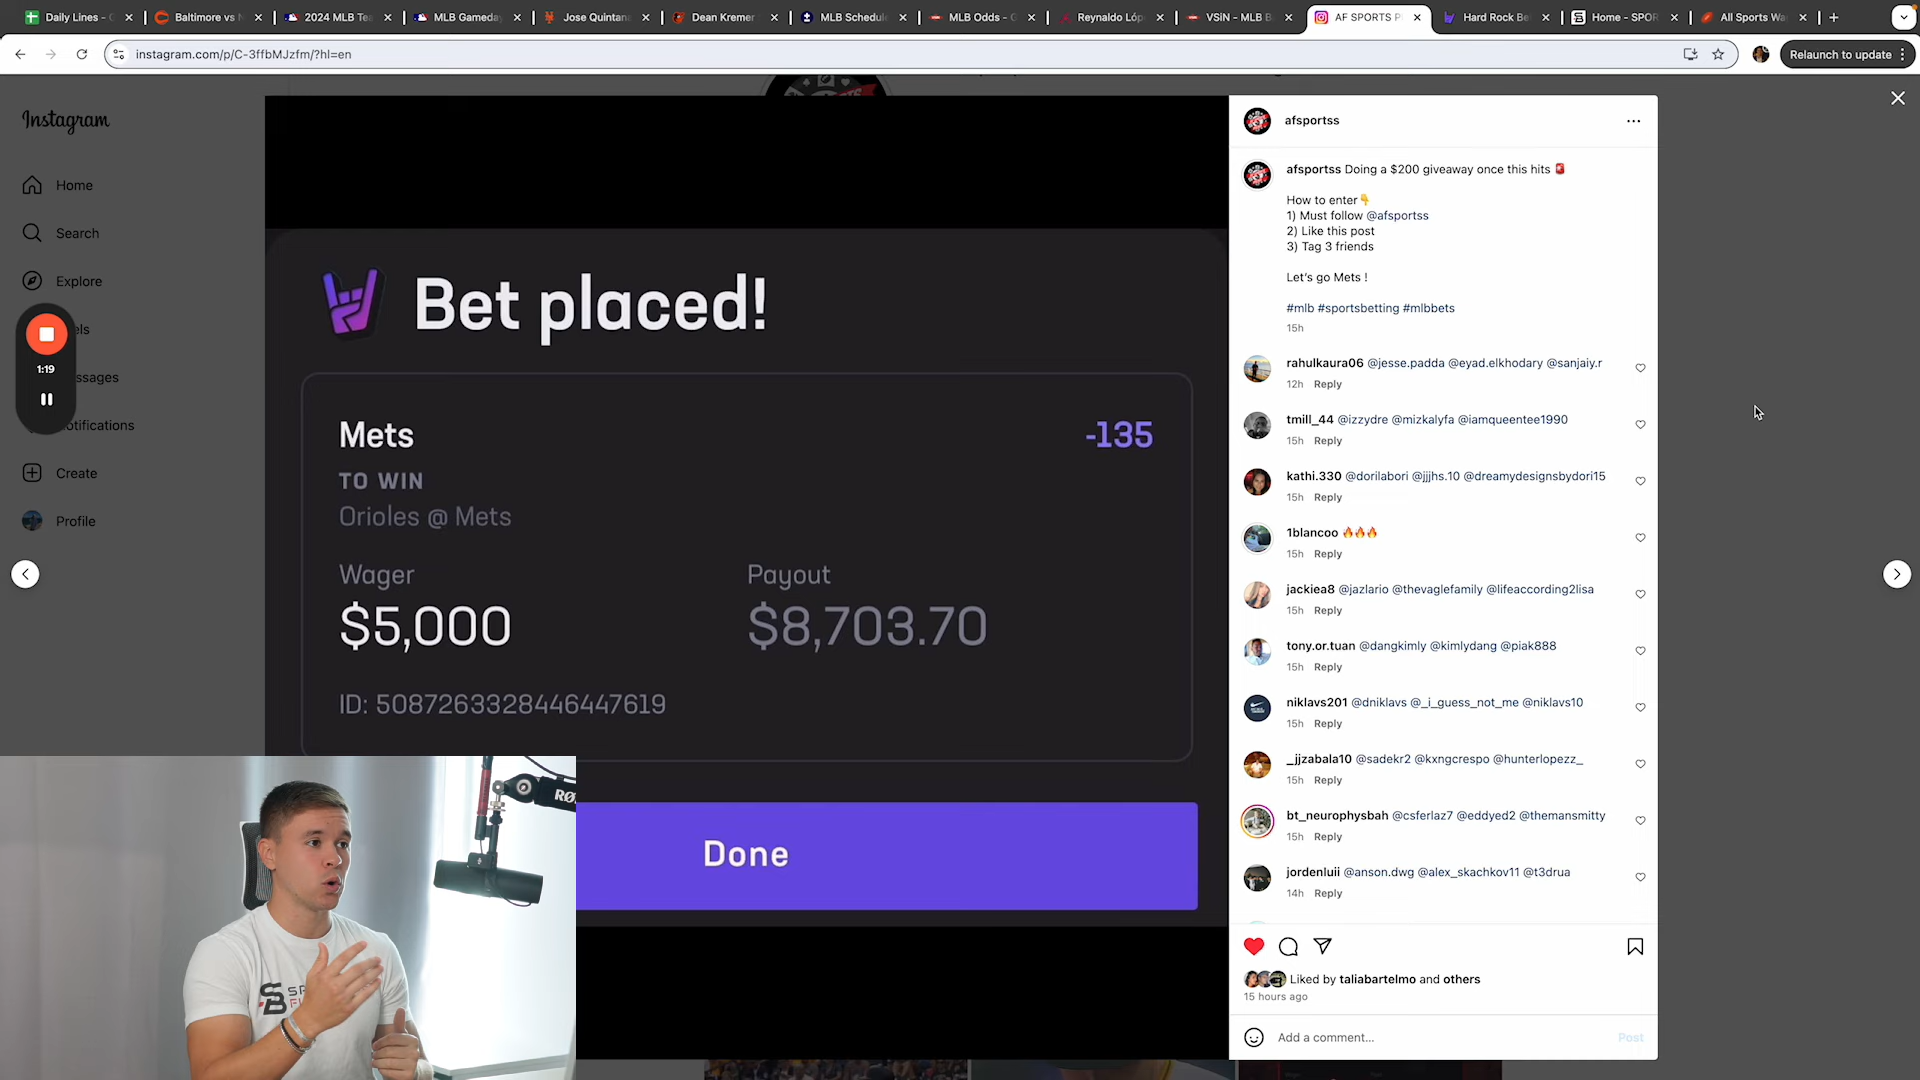 Daily Lines - G
Baltimore vs N
2024 MLB Tea
MLB Gameday
Jose Quintana
Dean Kremer
MLB Schedule
MLB Odds - G
Reynaldo Lóp
VSiN - MLB B
AF SPORTS P
Hard Rock Be
Home - SPOR
All Sports Wa
instagram.com/p/C-3ffbMJzfm/?hl=en
Relaunch to update
Instagram
Home
Search
Explore
els
1:19
ssages
otifications
Create
Profile
Bet placed!
Mets
-135
TO WIN
Orioles @ Mets
Wager
Payout
$5,000
$8,703.70
ID: 5087263328446447619
Done
afsportss
afsportss Doing a $200 giveaway once this hits 🚨
How to enter👇
1) Must follow @afsportss
2) Like this post
3) Tag 3 friends
Let's go Mets !
#mlb #sportsbetting #mlbbets
15h
rahulkaura06 @jesse.padda @eyad.elkhodary @sanjaiy.r
12h Reply
tmill_44 @izzydre @mizkalyfa @iamqueentee1990
15h Reply
kathi.330 @dorilabori @jjjhs.10 @dreamydesignsbydori15
15h Reply
1blancoo 🔥🔥🔥
15h Reply
jackiea8 @jazlario @thevaglefamily @lifeaccording2lisa
15h Reply
tony.or.tuan @dangkimly @kimlydang @piak888
15h Reply
niklavs201 @dniklavs @_i_guess_not_me @niklavs10
15h Reply
_jjzabala10 @sadekr2 @kxngcrespo @hunterlopezz_
15h Reply
bt_neurophysbah @csferlaz7 @eddyed2 @themansmitty
15h Reply
jordenluii @anson.dwg @alex_skachkov11 @t3drua
14h Reply
Liked by taliabartelmo and others
15 hours ago
Add a comment...
Post
RØ